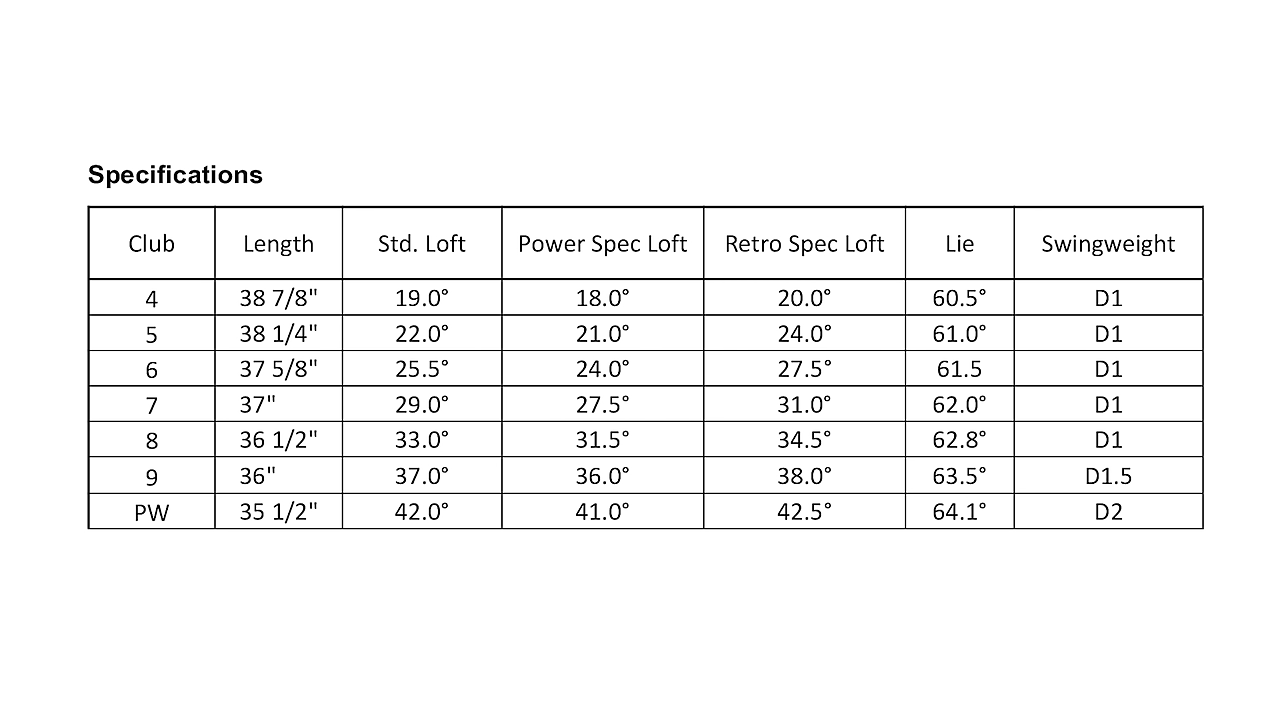 Specifications
Club Length Std. Loft Power Spec Loft Retro Spec Loft Lie Swingweight
4 38 7/8" 19.0° 18.0° 20.0° 60.5° D1
5 38 1/4" 22.0° 21.0° 24.0° 61.0° D1
6 37 5/8" 25.5° 24.0° 27.5° 61.5 D1
7 37" 29.0° 27.5° 31.0° 62.0° D1
8 36 1/2" 33.0° 31.5° 34.5° 62.8° D1
9 36" 37.0° 36.0° 38.0° 63.5° D1.5
PW 35 1/2" 42.0° 41.0° 42.5° 64.1° D2